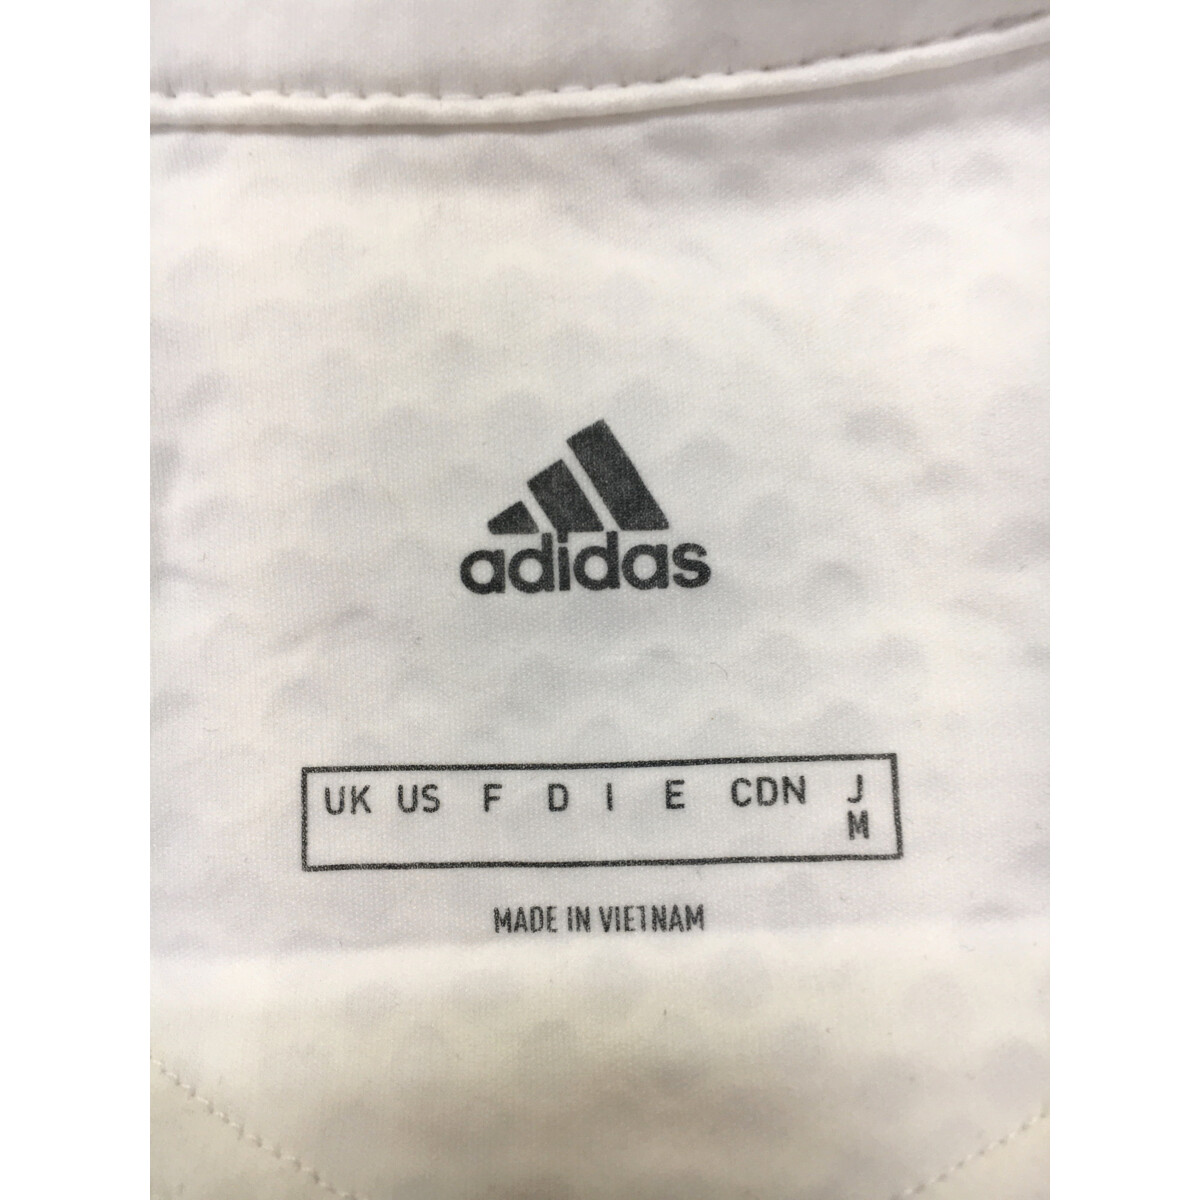 adidas
UK US F D I E CDN J
M
MADE IN VIETNAM